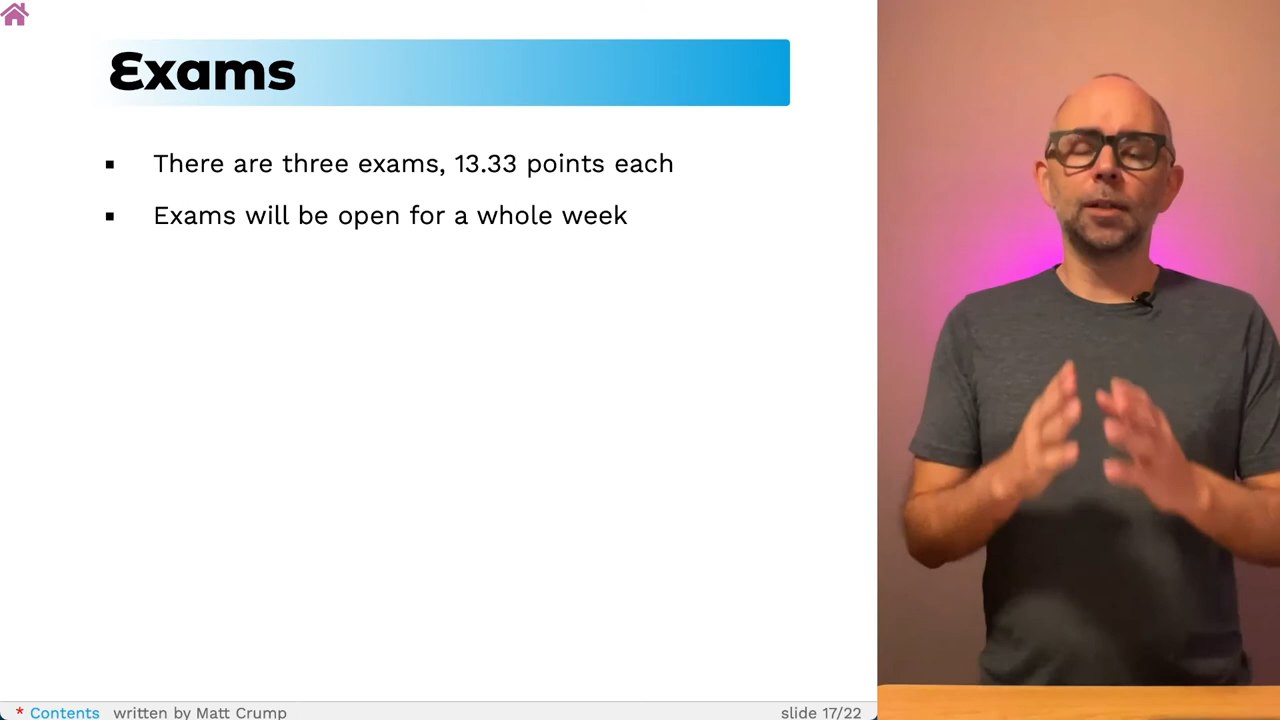 Exams
▪ There are three exams, 13.33 points each
▪ Exams will be open for a whole week
* Contents written by Matt Crump slide 17/22